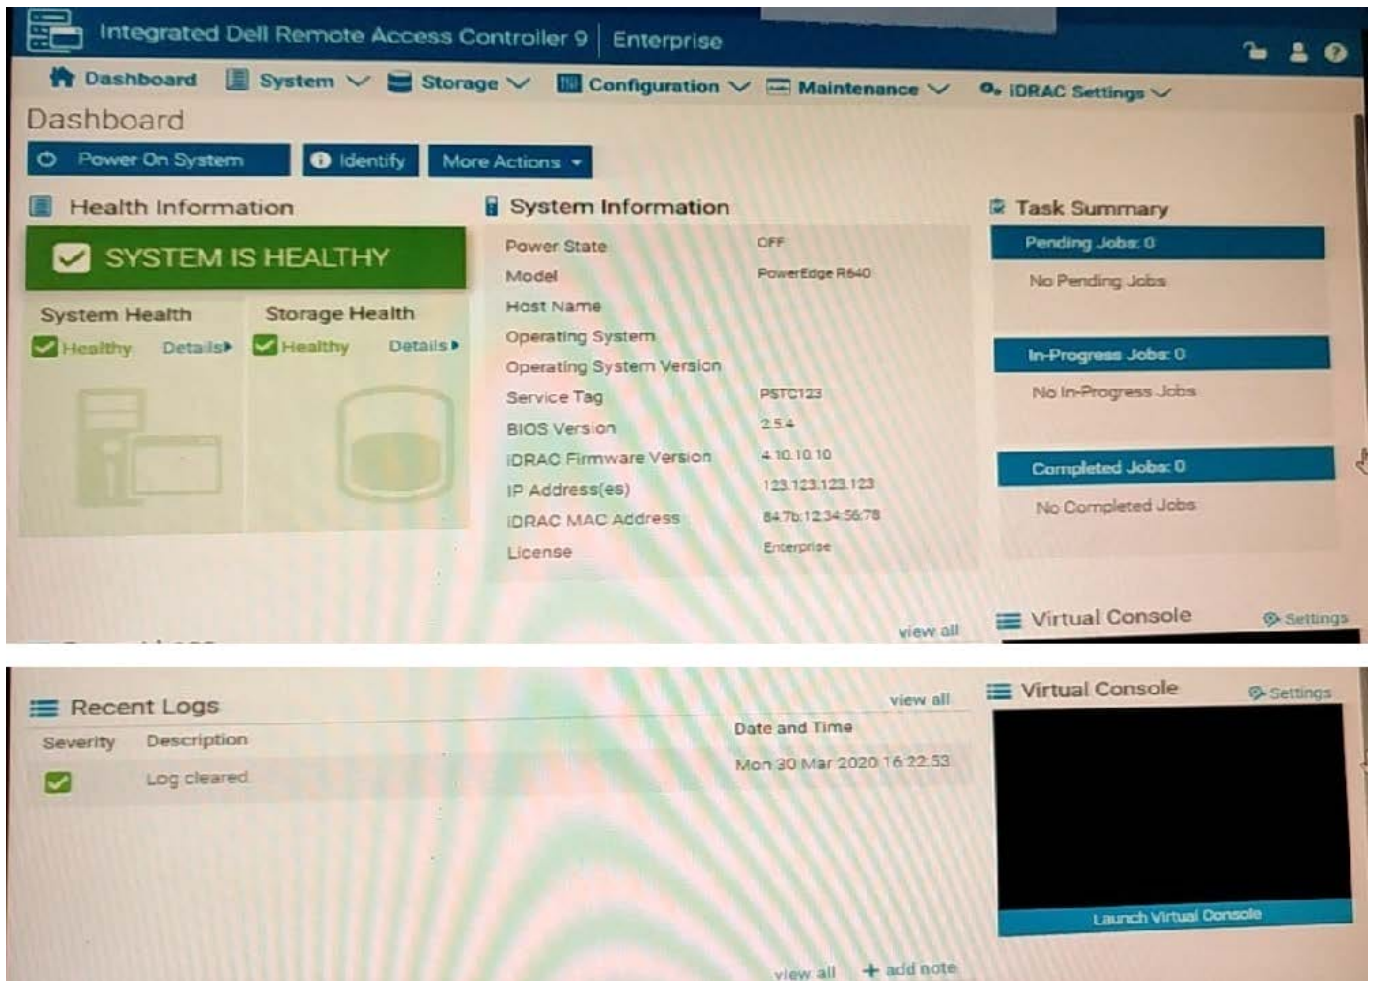 Integrated Dell Remote Access Controller 9 | Enterprise
Dashboard System Storage Configuration Maintenance iDRAC Settings
Dashboard
Power On System Identify More Actions
Health Information
SYSTEM IS HEALTHY
System Health Storage Health
Healthy Details Healthy Details
System Information
Power State OFF
Model PowerEdge R640
Host Name
Operating System
Operating System Version
Service Tag PSTC123
BIOS Version 2.5.4
iDRAC Firmware Version 4.10.10.10
IP Address(es) 123.123.123.123
iDRAC MAC Address 84:7b:12:34:56:78
License Enterprise
Task Summary
Pending Jobs: 0
No Pending Jobs
In-Progress Jobs: 0
No In-Progress Jobs
Completed Jobs: 0
No Completed Jobs
view all
Virtual Console Settings
Recent Logs view all
Severity Description Date and Time
Log cleared Mon 30 Mar 2020 16:22:53
Virtual Console Settings
Launch Virtual Console
view all + add note